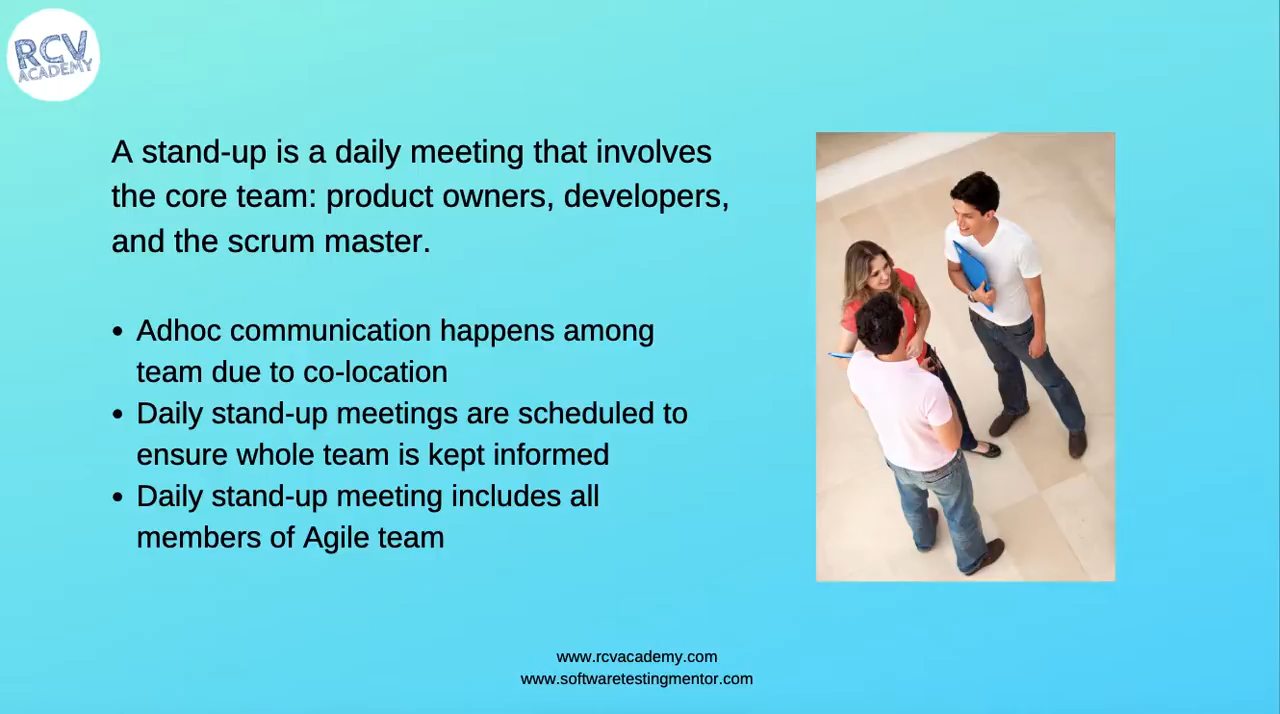 RCV
ACADEMY
A stand-up is a daily meeting that involves
the core team: product owners, developers,
and the scrum master.
• Adhoc communication happens among
team due to co-location
• Daily stand-up meetings are scheduled to
ensure whole team is kept informed
• Daily stand-up meeting includes all
members of Agile team
www.rcvacademy.com
www.softwaretestingmentor.com